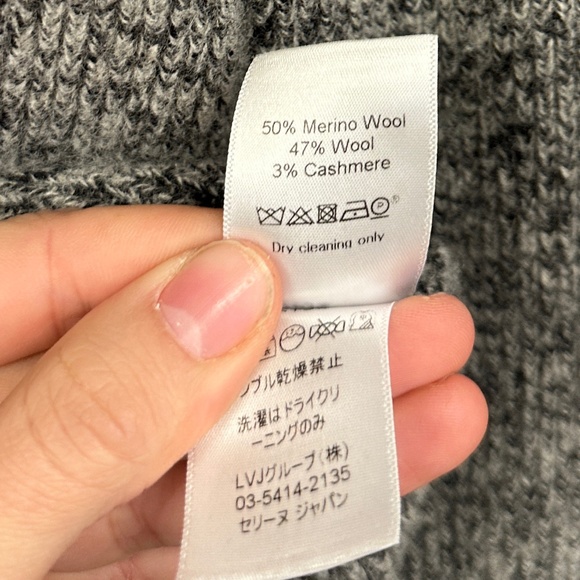 50% Merino Wool
47% Wool
3% Cashmere
Dry cleaning only
ンブル乾燥禁止
洗濯はドライクリ
ーニングのみ
LVJグループ(株)
03-5414-2135
セリーヌ ジャパン